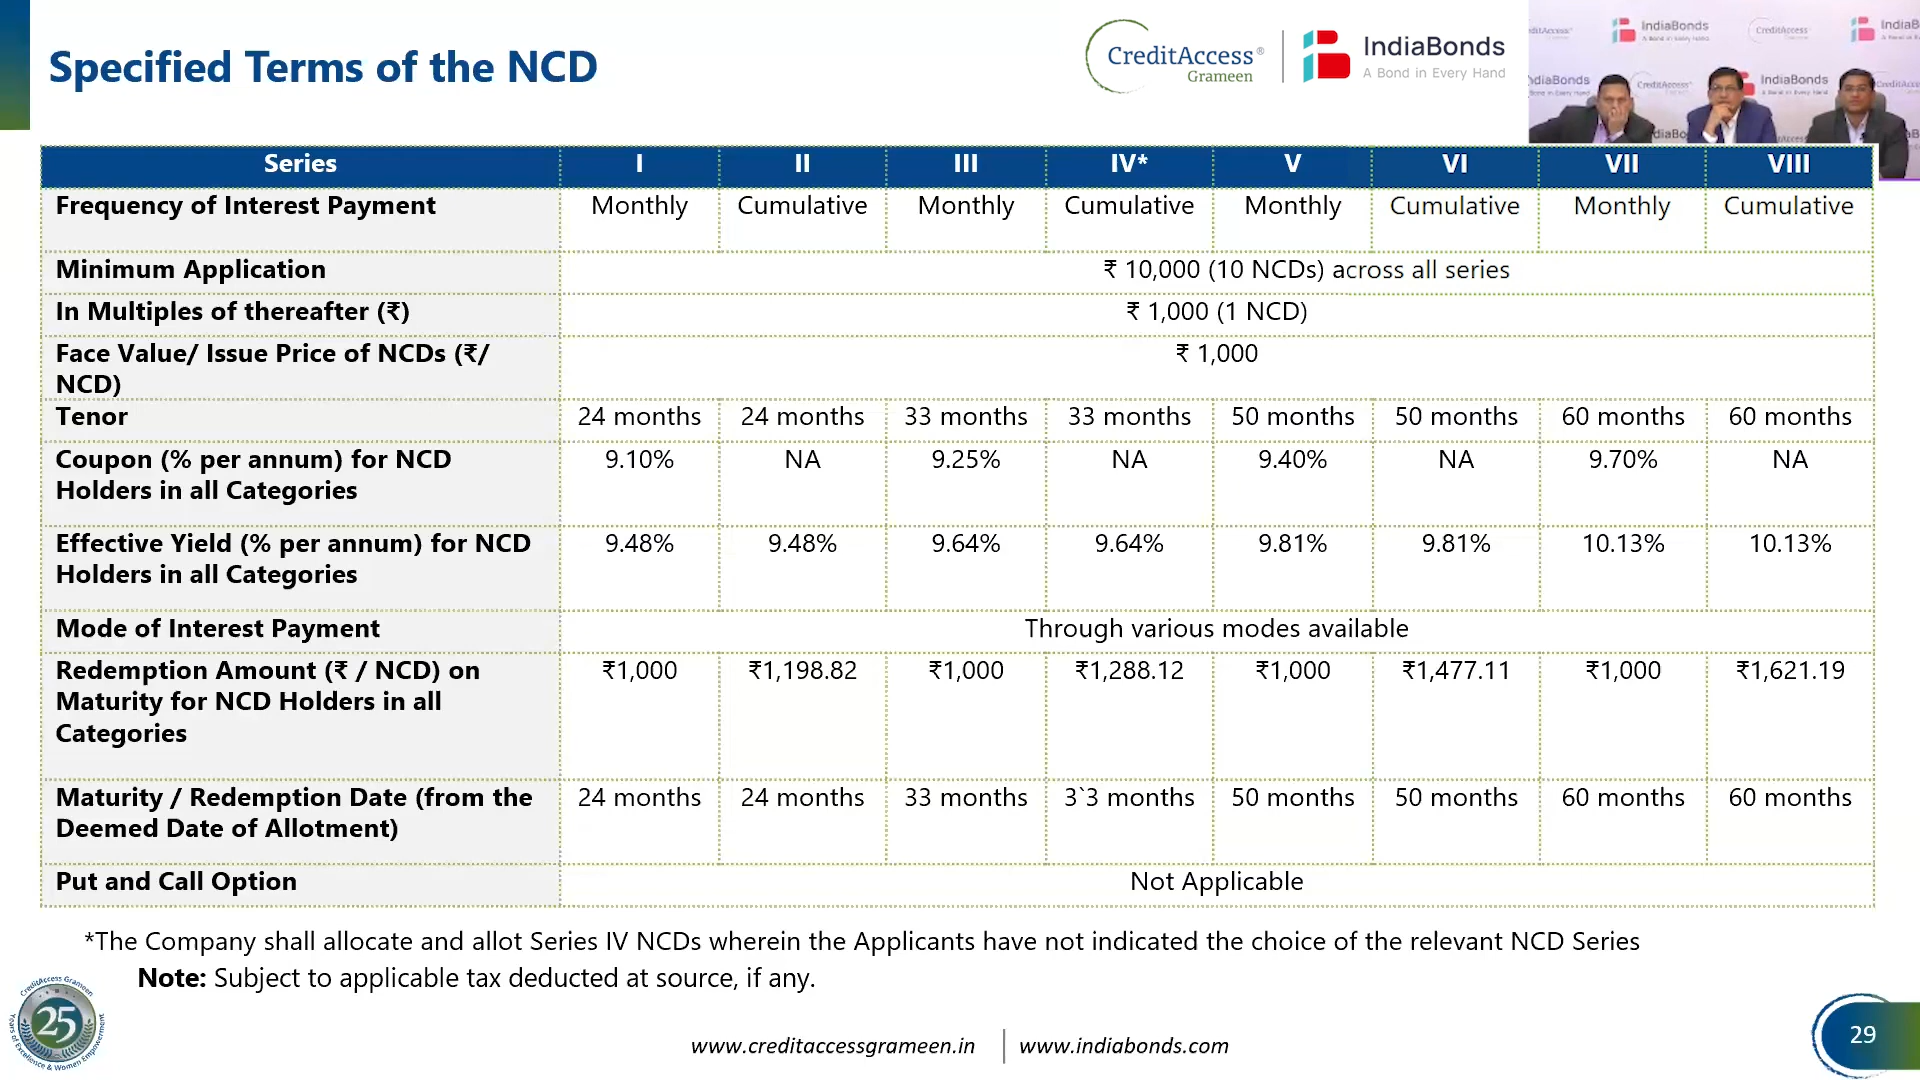 Specified Terms of the NCD
CreditAccess®
Grameen
IndiaBonds
A Bond in Every Hand
Series I II III IV* V VI VII VIII
Frequency of Interest Payment Monthly Cumulative Monthly Cumulative Monthly Cumulative Monthly Cumulative
Minimum Application ₹ 10,000 (10 NCDs) across all series
In Multiples of thereafter (₹) ₹ 1,000 (1 NCD)
Face Value/ Issue Price of NCDs (₹/ ₹ 1,000
NCD)
Tenor 24 months 24 months 33 months 33 months 50 months 50 months 60 months 60 months
Coupon (% per annum) for NCD 9.10% NA 9.25% NA 9.40% NA 9.70% NA
Holders in all Categories
Effective Yield (% per annum) for NCD 9.48% 9.48% 9.64% 9.64% 9.81% 9.81% 10.13% 10.13%
Holders in all Categories
Mode of Interest Payment Through various modes available
Redemption Amount (₹ / NCD) on ₹1,000 ₹1,198.82 ₹1,000 ₹1,288.12 ₹1,000 ₹1,477.11 ₹1,000 ₹1,621.19
Maturity for NCD Holders in all
Categories
Maturity / Redemption Date (from the 24 months 24 months 33 months 3`3 months 50 months 50 months 60 months 60 months
Deemed Date of Allotment)
Put and Call Option Not Applicable
*The Company shall allocate and allot Series IV NCDs wherein the Applicants have not indicated the choice of the relevant NCD Series
Note: Subject to applicable tax deducted at source, if any.
CreditAccess Grameen
25
Years of Excellence & Women Empowerment
www.creditaccessgrameen.in
www.indiabonds.com
29